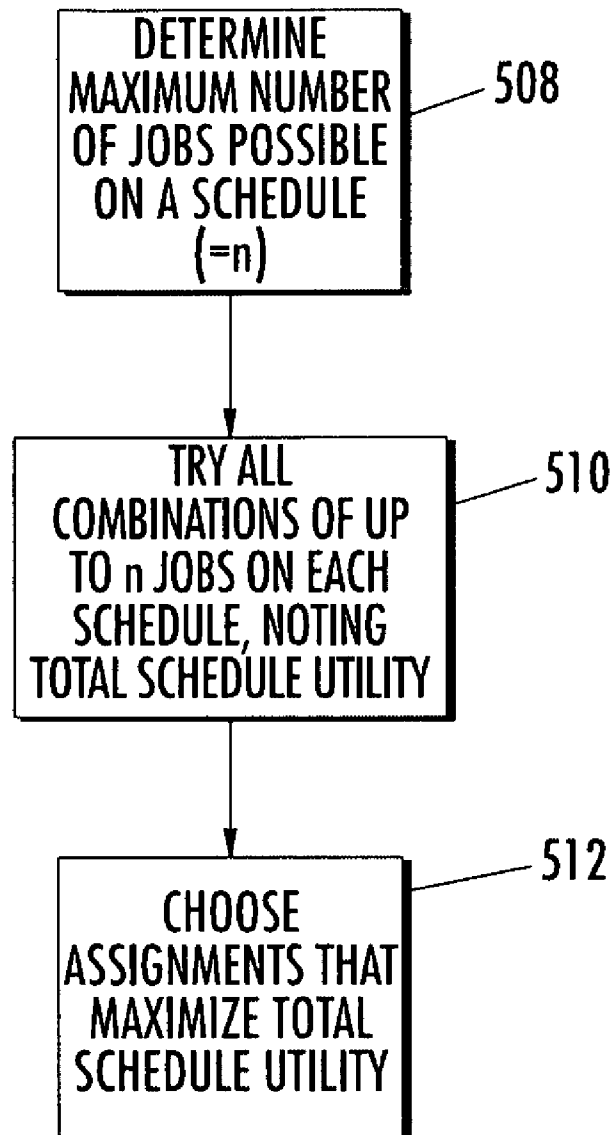 DETERMINE
MAXIMUM NUMBER
OF JOBS POSSIBLE
ON A SCHEDULE
(=n)
508
TRY ALL
COMBINATIONS OF UP
TO n JOBS ON EACH
SCHEDULE, NOTING
TOTAL SCHEDULE UTILITY
510
CHOOSE
ASSIGNMENTS THAT
MAXIMIZE TOTAL
SCHEDULE UTILITY
512